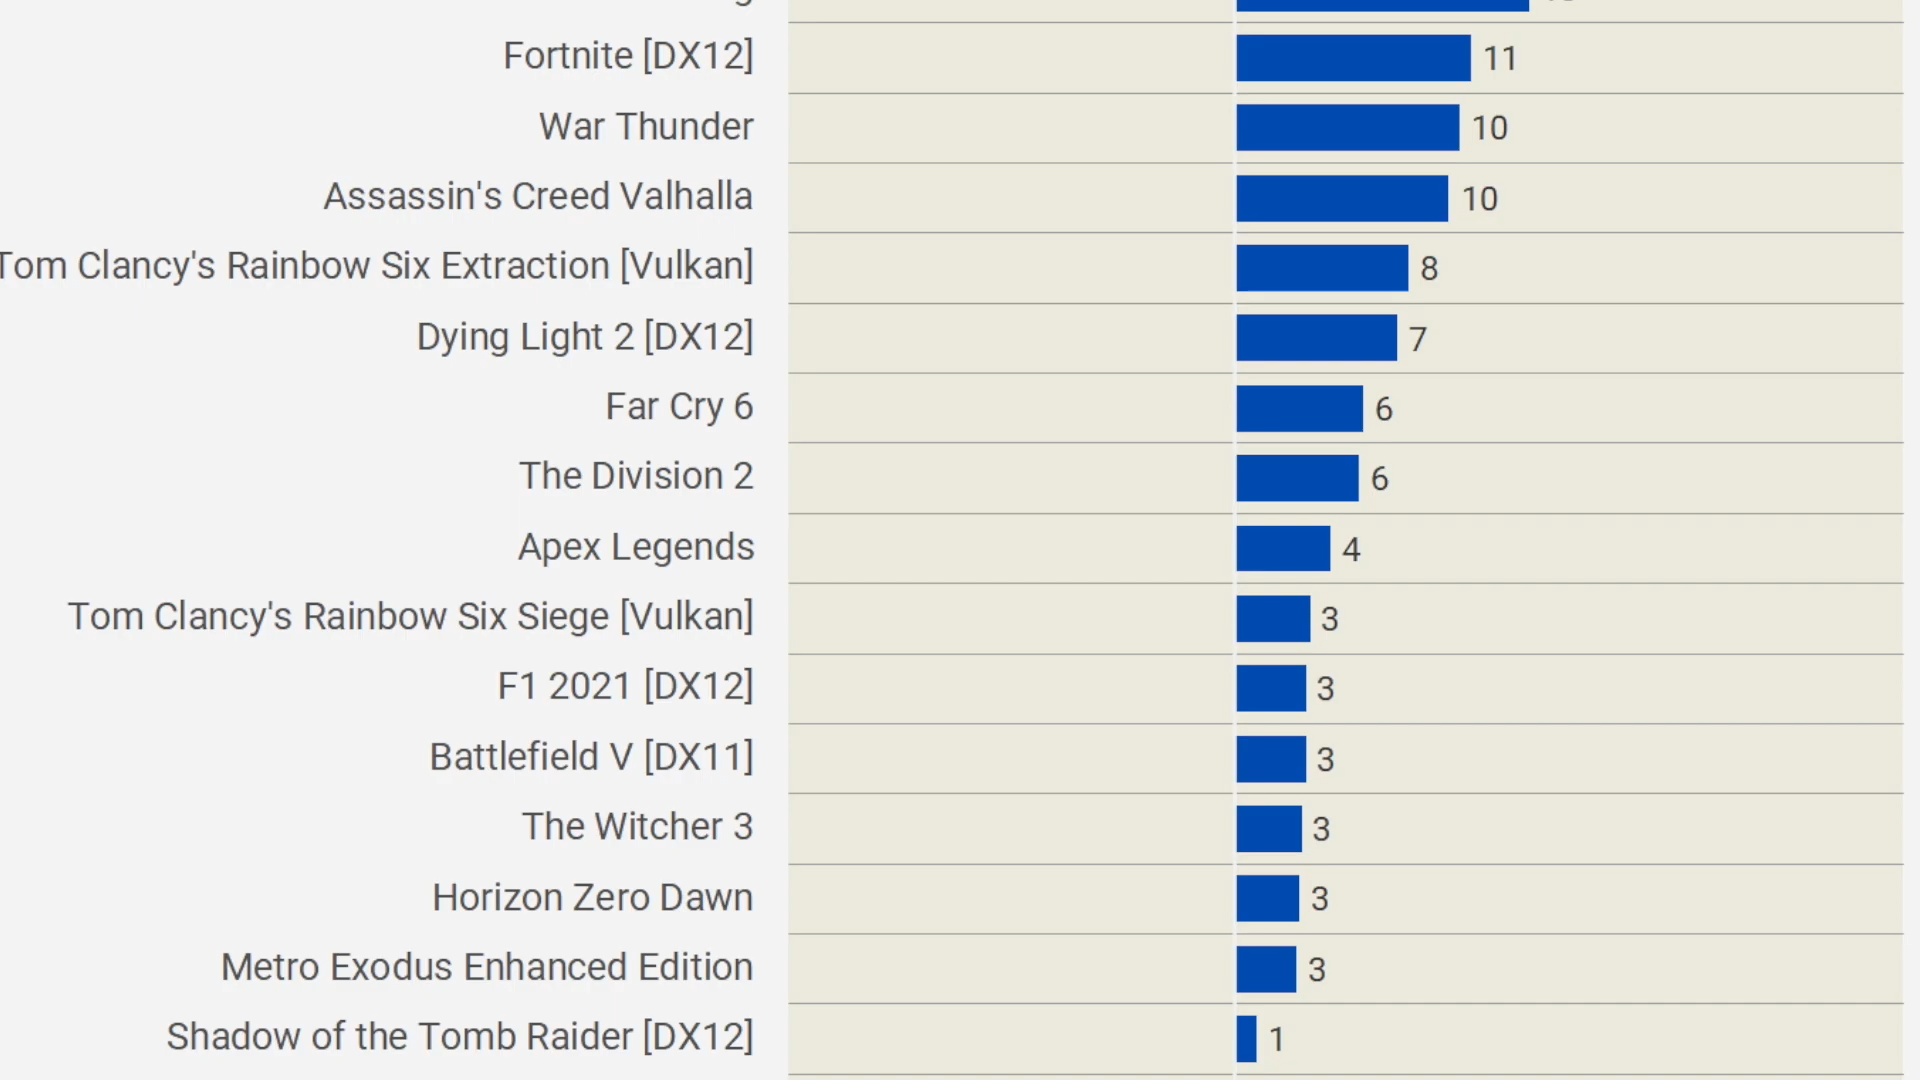 Fortnite [DX12] 11
War Thunder 10
Assassin's Creed Valhalla 10
Tom Clancy's Rainbow Six Extraction [Vulkan] 8
Dying Light 2 [DX12] 7
Far Cry 6 6
The Division 2 6
Apex Legends 4
Tom Clancy's Rainbow Six Siege [Vulkan] 3
F1 2021 [DX12] 3
Battlefield V [DX11] 3
The Witcher 3 3
Horizon Zero Dawn 3
Metro Exodus Enhanced Edition 3
Shadow of the Tomb Raider [DX12] 1